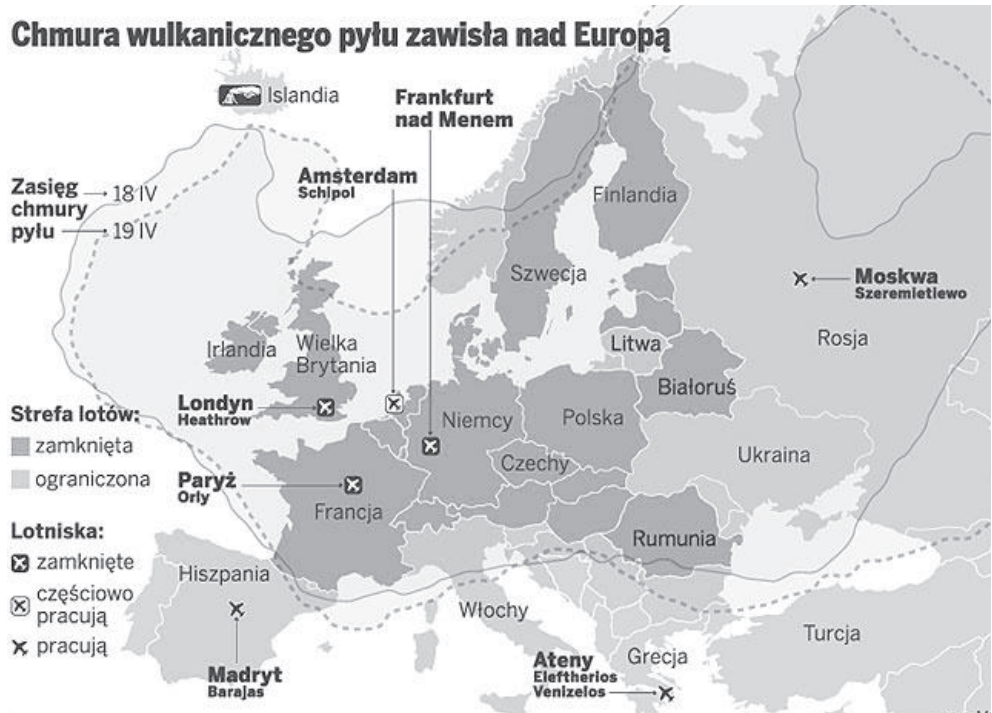 Chmura wulkanicznego pyłu zawisła nad Europą
Islandia
Frankfurt
nad Menem
Amsterdam
Schipol
Zasięg
chmury
pyłu
18 IV
19 IV
Finlandia
Szwecja
Moskwa
Szeremietiewo
Rosja
Irlandia
Wielka
Brytania
Litwa
Białoruś
Londyn
Heathrow
Niemcy
Polska
Strefa lotów:
zamknięta
ograniczona
Czechy
Ukraina
Paryż
Orly
Francja
Rumunia
Lotniska:
zamknięte
częściowo
pracują
pracują
Hiszpania
Włochy
Turcja
Madryt
Barajas
Ateny
Eleftherios
Venizelos
Grecja